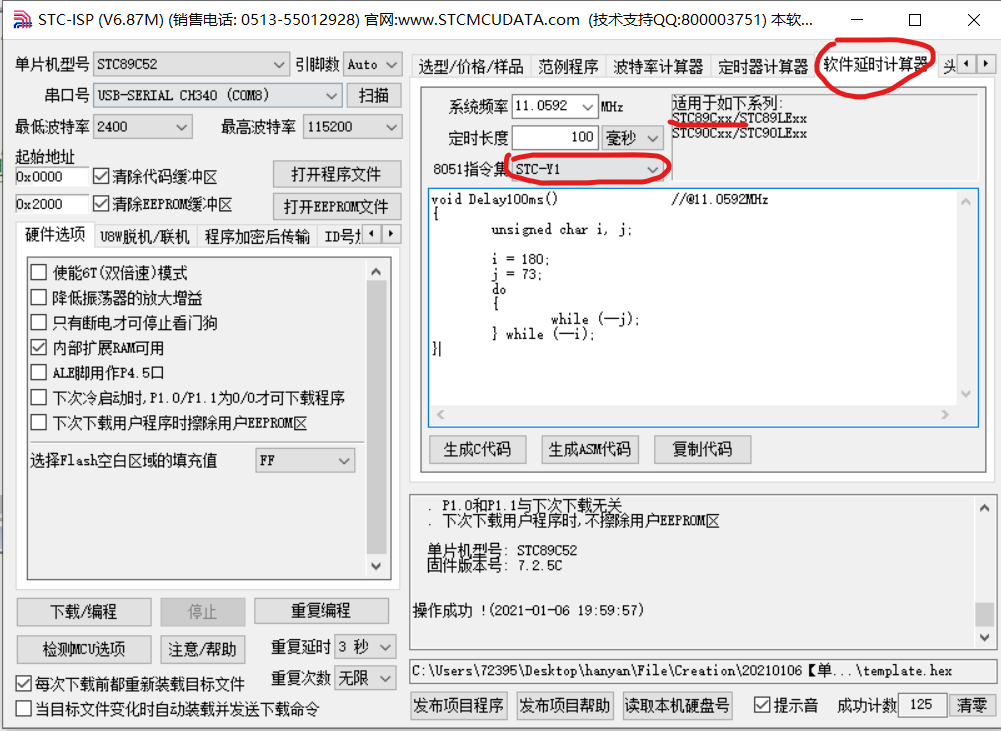 STC-ISP (V6.87M) (销售电话: 0513-55012928) 官网:www.STCMCUDATA.com (技术支持QQ:800003751) 本软...
单片机型号 STC89C52 引脚数 Auto
串口号 USB-SERIAL CH340 (COM8) 扫描
最低波特率 2400 最高波特率 115200
起始地址
0x0000 清除代码缓冲区 打开程序文件
0x2000 清除EEPROM缓冲区 打开EEPROM文件
硬件选项 U8W脱机/联机 程序加密后传输 ID号
使能6T(双倍速)模式
降低振荡器的放大增益
只有断电才可停止看门狗
内部扩展RAM可用
ALE脚用作P4.5口
下次冷启动时,P1.0/P1.1为0/0才可下载程序
下次下载用户程序时擦除用户EEPROM区
选择Flash空白区域的填充值 FF
下载/编程 停止 重复编程
检测MCU选项 注意/帮助 重复延时 3 秒
重复次数 无限
每次下载前都重新装载目标文件
当目标文件变化时自动装载并发送下载命令
选型/价格/样品 范例程序 波特率计算器 定时器计算器 软件延时计算器 头
系统频率 11.0592 MHz
定时长度 100 毫秒
8051指令集 STC-Y1
适用于如下系列:
STC89Cxx/STC89LExx
STC90Cxx/STC90LExx
void Delay100ms() //@11.0592MHz
{
unsigned char i, j;
i = 180;
j = 73;
do
{
while (--j);
} while (--i);
}
生成C代码 生成ASM代码 复制代码
. P1.0和P1.1与下次下载无关
. 下次下载用户程序时,不擦除用户EEPROM区
单片机型号: STC89C52
固件版本号: 7.2.5C
操作成功 !(2021-01-06 19:59:57)
C:\Users\72395\Desktop\hanyan\File\Creation\20210106【单...\template.hex
发布项目程序 发布项目帮助 读取本机硬盘号 提示音 成功计数 125 清零